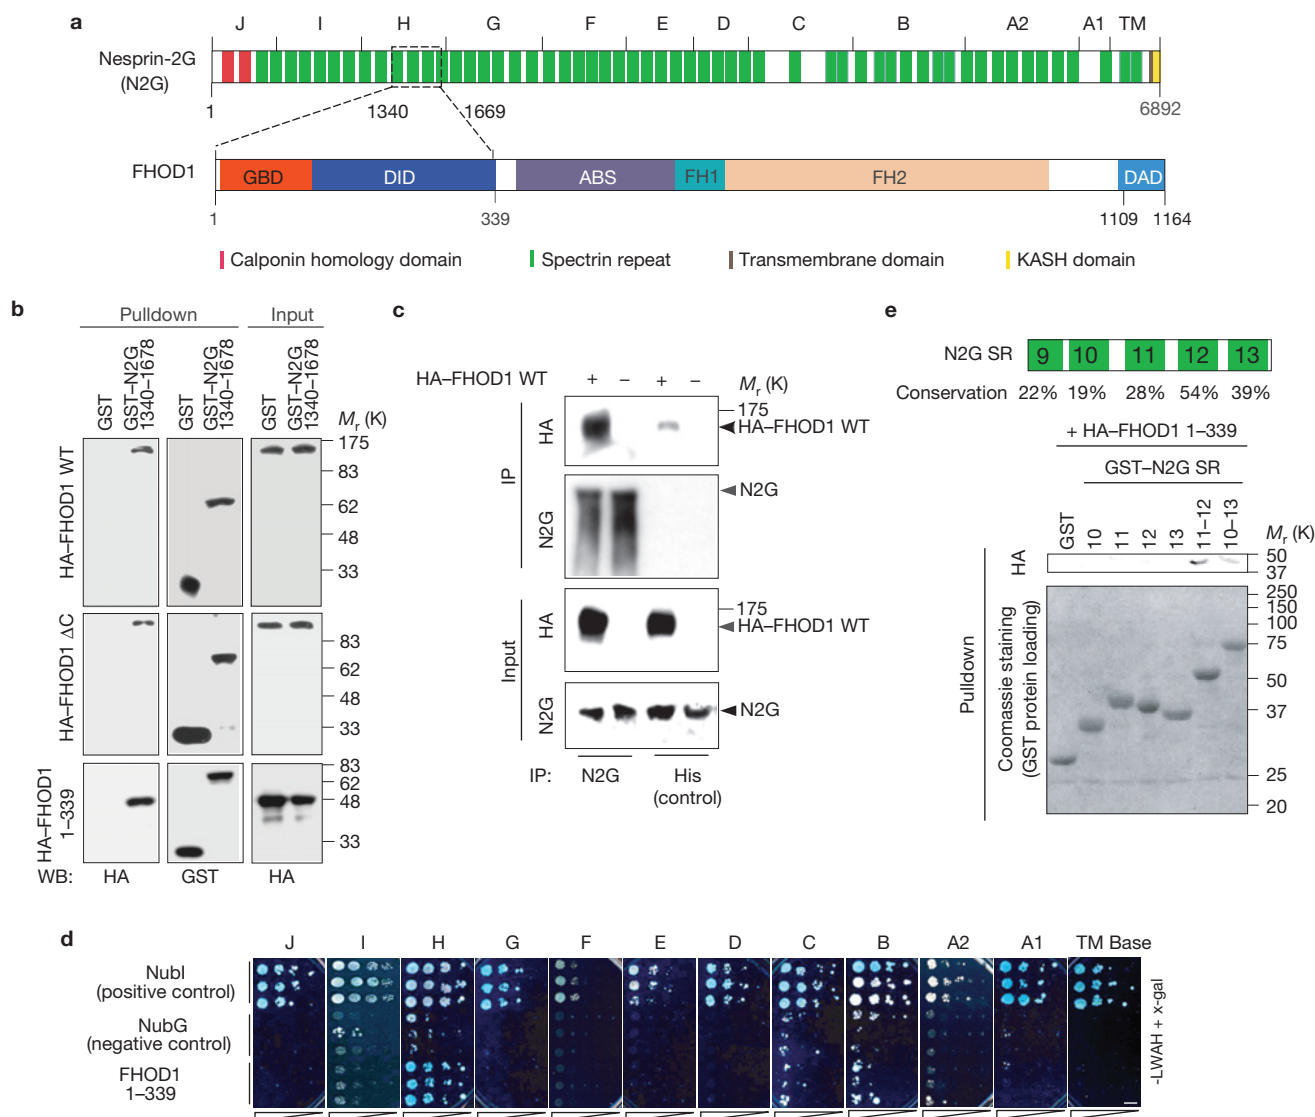 a
J I H G F E D C B A2 A1 TM
Nesprin-2G
(N2G)
1 1340 1669 6892
FHOD1
GBD DID ABS FH1 FH2 DAD
1 339 1109 1164
Calponin homology domain Spectrin repeat Transmembrane domain KASH domain
b
Pulldown Input
GST
GST–N2G
1340–1678
GST
GST–N2G
1340–1678
GST
GST–N2G
1340–1678
Mr (K)
HA–FHOD1 WT
175
83
62
48
33
HA–FHOD1 ΔC
83
62
48
33
HA–FHOD1
1–339
83
62
48
33
WB: HA GST HA
c
HA–FHOD1 WT + – + – Mr (K)
IP
HA
175
HA–FHOD1 WT
N2G
N2G
Input
HA
175
HA–FHOD1 WT
N2G
N2G
IP: N2G His
(control)
e
N2G SR 9 10 11 12 13
Conservation 22% 19% 28% 54% 39%
+ HA–FHOD1 1–339
GST–N2G SR
GST 10 11 12 13 11–12 10–13 Mr (K)
Pulldown
HA
50
37
Coomassie staining
(GST protein loading)
250
150
100
75
50
37
25
20
d
J I H G F E D C B A2 A1 TM Base
NubI
(positive control)
NubG
(negative control)
FHOD1
1–339
-LWAH + x-gal